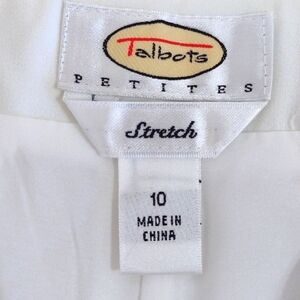 Talbots
PETITES
Stretch
10
MADE IN
CHINA